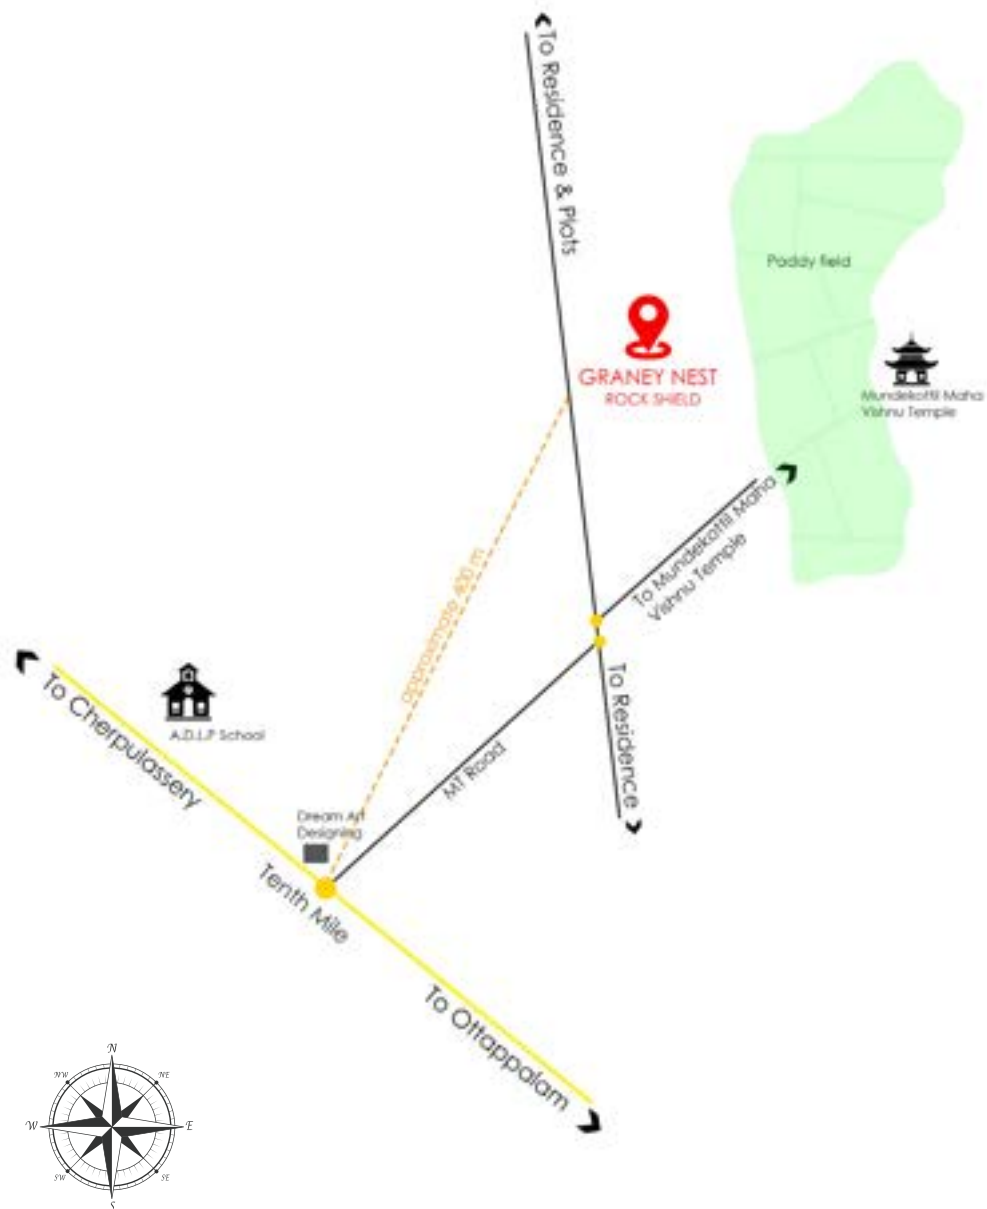 To Residence & Plots
Paddy field
GRANEY NEST
ROCK SHIELD
Mundekottil Maha
Vishnu Temple
To Mundekottil Maha
Vishnu Temple
approximate 400 m
To Cherpulassery
A.D.L.P School
To Residence
MT Road
Dream Art
Designing
Tenth Mile
To Ottappalam
N
NW
NE
W
E
SW
SE
S